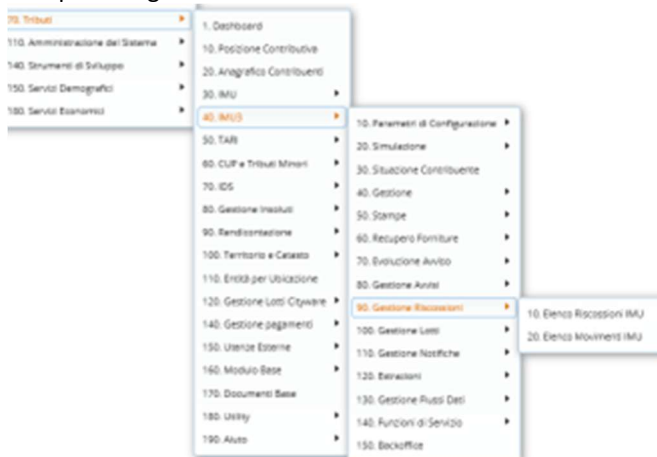 70. Tributi
110. Amministrazione del Sistema
140. Strumenti di Sviluppo
150. Servizi Demografici
180. Servizi Economici
1. Dashboard
10. Posizione Contributiva
20. Anagrafico Contribuenti
30. IMU
40. IMU3
50. TARI
60. CUP e Tributi Minori
70. IDS
80. Gestione Insoluti
90. Rendicontazione
100. Territorio e Catasto
110. Entità per Ubicazione
120. Gestione Lotti Cityware
140. Gestione pagamenti
150. Utenze Esterne
160. Modulo Base
170. Documenti Base
180. Utility
190. Aiuto
10. Parametri di Configurazione
20. Simulazione
30. Situazione Contribuente
40. Gestione
50. Stampe
60. Recupero Forniture
70. Evoluzione Avviso
80. Gestione Avvisi
90. Gestione Riscossioni
100. Gestione Lotti
110. Gestione Notifiche
120. Estrazioni
130. Gestione Flussi Dati
140. Funzioni di Servizio
150. Backoffice
10. Elenco Riscossioni IMU
20. Elenco Movimenti IMU